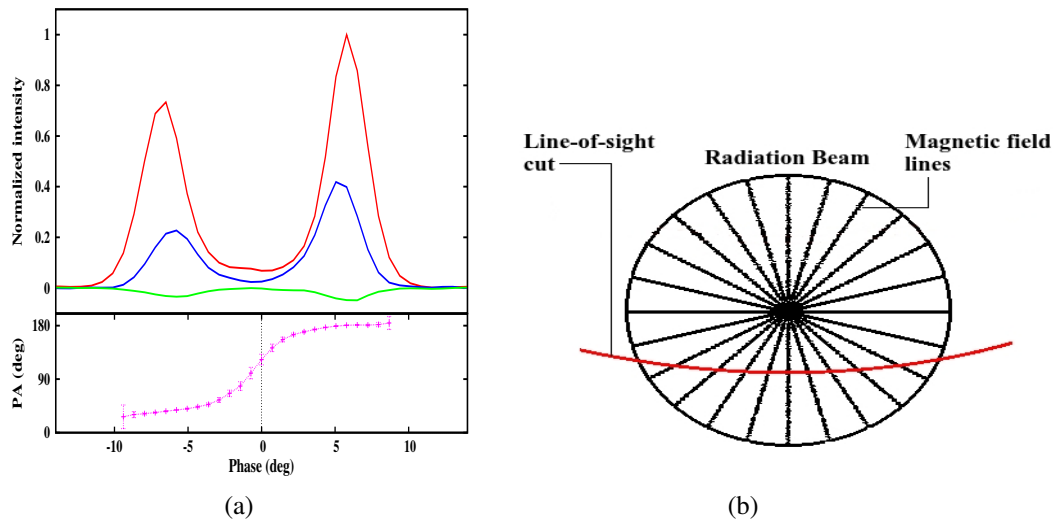 Normalized intensity
1
0.8
0.6
0.4
0.2
0
PA (deg)
180
90
0
-10
-5
0
5
10
Phase (deg)
(a)
Line-of-sight
cut
Radiation Beam
Magnetic field
lines
(b)